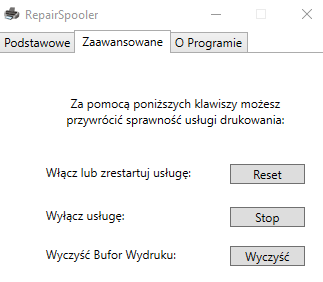 RepairSpooler
Podstawowe Zaawansowane O Programie
Za pomocą poniższych klawiszy możesz
przywrócić sprawność usługi drukowania:
Włącz lub zrestartuj usługę: Reset
Wyłącz usługę: Stop
Wyczyść Bufor Wydruku: Wyczyść